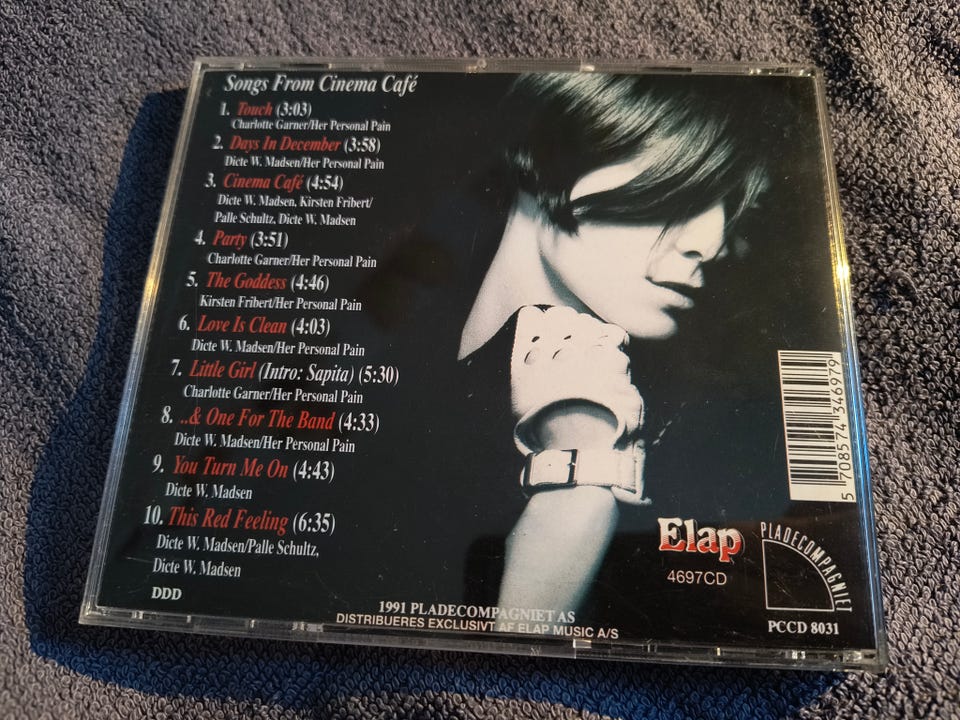 Songs From Cinema Café
1. Touch (3:03)
Charlotte Garner/Her Personal Pain
2. Days In December (3:58)
Dicte W. Madsen/Her Personal Pain
3. Cinema Café (4:54)
Dicte W. Madsen, Kirsten Fribert/
Palle Schultz, Dicte W. Madsen
4. Party (3:51)
Charlotte Garner/Her Personal Pain
5. The Goddess (4:46)
Kirsten Fribert/Her Personal Pain
6. Love Is Clean (4:03)
Dicte W. Madsen/Her Personal Pain
7. Little Girl (Intro: Sapita) (5:30)
Charlotte Garner/Her Personal Pain
8. ..& One For The Band (4:33)
Dicte W. Madsen/Her Personal Pain
9. You Turn Me On (4:43)
Dicte W. Madsen
10. This Red Feeling (6:35)
Dicte W. Madsen/Palle Schultz,
Dicte W. Madsen
DDD
1991 PLADECOMPAGNIET AS
DISTRIBUERES EXCLUSIVT AF ELAP MUSIC A/S
5 708574 346979
Elap
4697CD
PLADECOMPAGNIET
PCCD 8031